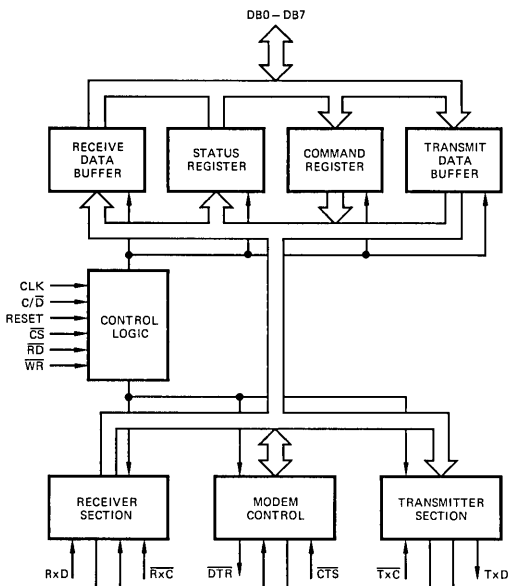 DB0–DB7
RECEIVE
DATA
BUFFER
STATUS
REGISTER
COMMAND
REGISTER
TRANSMIT
DATA
BUFFER
CLK
C/D̅
RESET
C̅S̅
R̅D̅
W̅R̅
CONTROL
LOGIC
RECEIVER
SECTION
MODEM
CONTROL
TRANSMITTER
SECTION
RxD
R̅x̅C̅
D̅T̅R̅
C̅T̅S̅
T̅x̅C̅
TxD